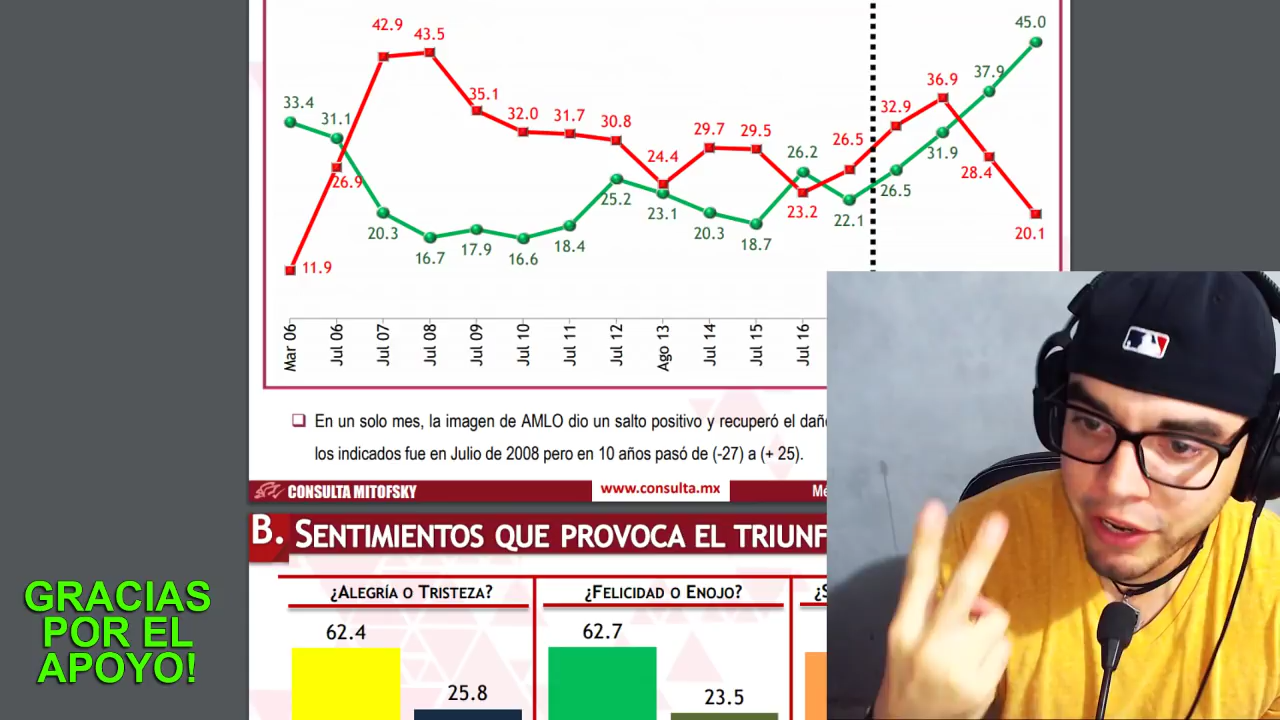 42.9
43.5
45.0
33.4
31.1
35.1
32.0
31.7
30.8
24.4
29.7
29.5
26.2
26.5
32.9
36.9
37.9
26.9
20.3
16.7
17.9
16.6
18.4
25.2
23.1
20.3
18.7
23.2
22.1
26.5
31.9
28.4
20.1
11.9
Mar 06
Jul 06
Jul 07
Jul 08
Jul 09
Jul 10
Jul 11
Jul 12
Ago 13
Jul 14
Jul 15
Jul 16
En un solo mes, la imagen de AMLO dio un salto positivo y recuperó el
los indicados fue en Julio de 2008 pero en 10 años pasó de (-27) a (+ 25).
CONSULTA MITOFSKY
www.consulta.mx
B. SENTIMIENTOS QUE PROVOCA EL
¿ALEGRÍA O TRISTEZA?
¿FELICIDAD O ENOJO?
62.4
25.8
62.7
23.5
GRACIAS
POR EL
APOYO!